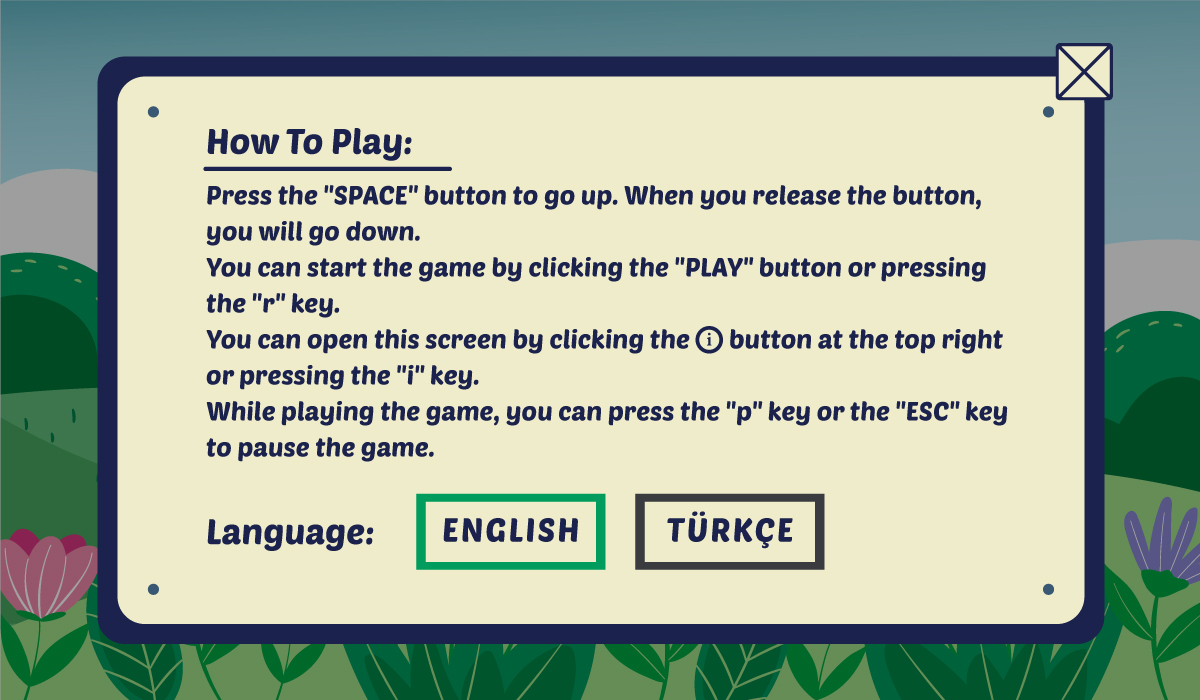 How To Play:
Press the "SPACE" button to go up. When you release the button,
you will go down.
You can start the game by clicking the "PLAY" button or pressing
the "r" key.
You can open this screen by clicking the i button at the top right
or pressing the "i" key.
While playing the game, you can press the "p" key or the "ESC" key
to pause the game.
Language: ENGLISH TÜRKÇE